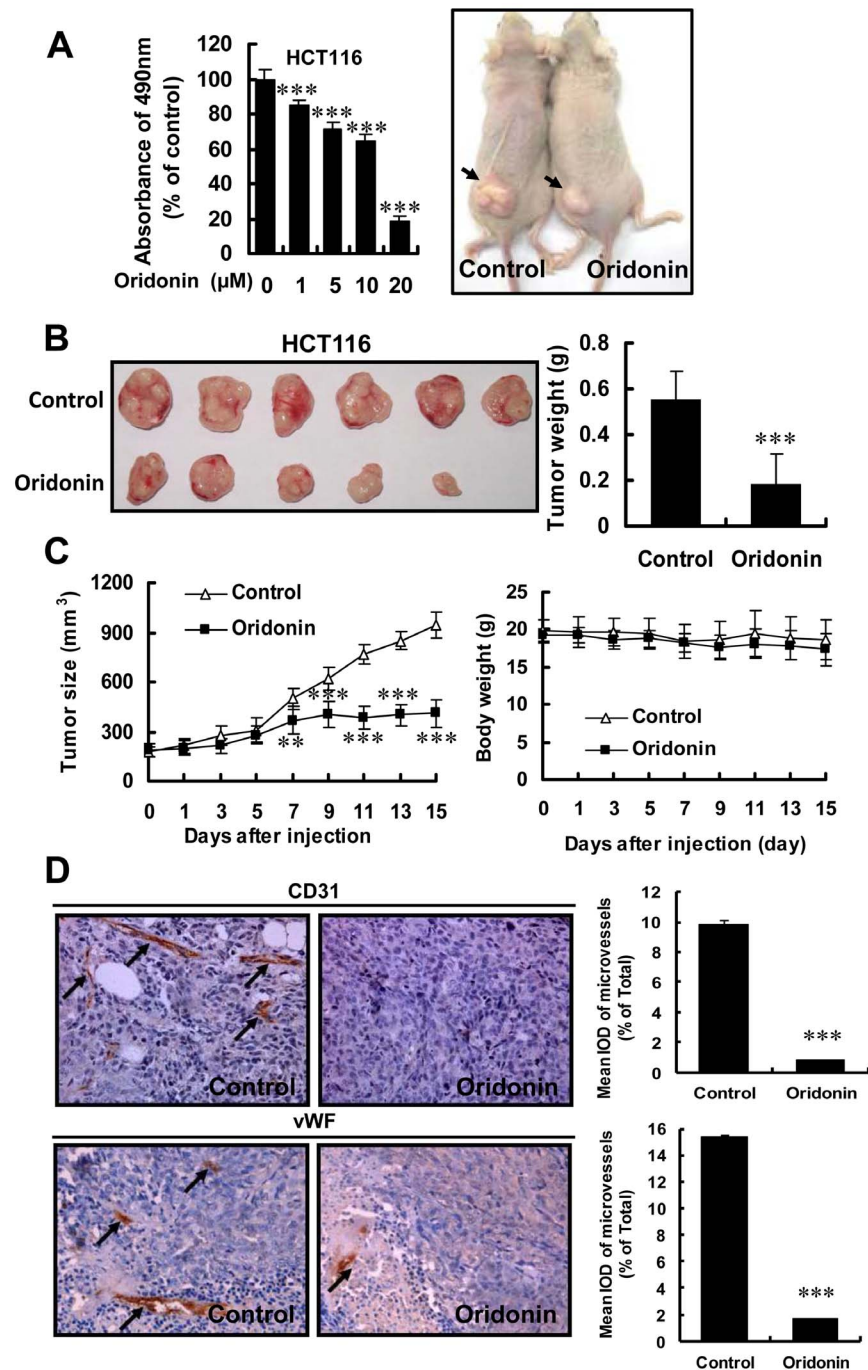 A
HCT116
Absorbance of 490nm
(% of control)
120
100
80
60
40
20
0
***
***
***
***
Oridonin (µM) 0 1 5 10 20
Control Oridonin
B
HCT116
Control
Oridonin
Tumor weight (g)
0.8
0.6
0.4
0.2
0
***
Control Oridonin
C
Tumor size (mm³)
1200
900
600
300
0
Control
Oridonin
**
***
***
***
***
0 1 3 5 7 9 11 13 15
Days after injection
Body weight (g)
25
20
15
10
5
0
Control
Oridonin
0 1 3 5 7 9 11 13 15
Days after injection (day)
D
CD31
Control
Oridonin
Mean IOD of microvessels
(% of Total)
12
10
8
6
4
2
0
***
Control Oridonin
vWF
Control
Oridonin
Mean IOD of microvessels
(% of Total)
16
14
12
10
8
6
4
2
0
***
Control Oridonin